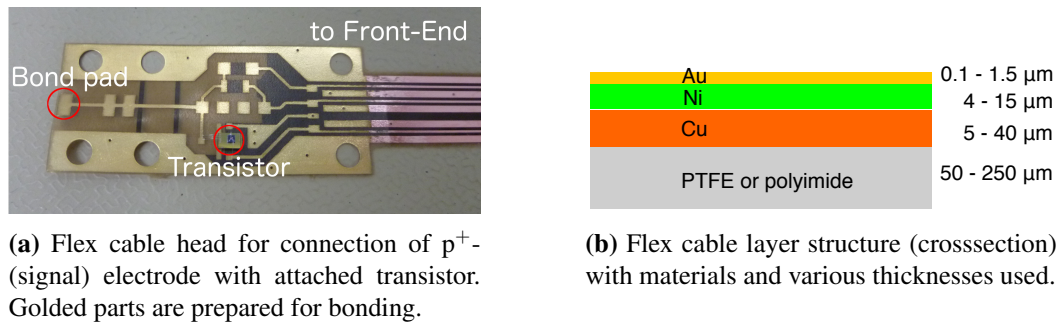 to Front-End
Bond pad
Transistor
Au
0.1 - 1.5 µm
Ni
4 - 15 µm
Cu
5 - 40 µm
PTFE or polyimide
50 - 250 µm
(a) Flex cable head for connection of p⁺-
(signal) electrode with attached transistor.
Golded parts are prepared for bonding.
(b) Flex cable layer structure (crosssection)
with materials and various thicknesses used.